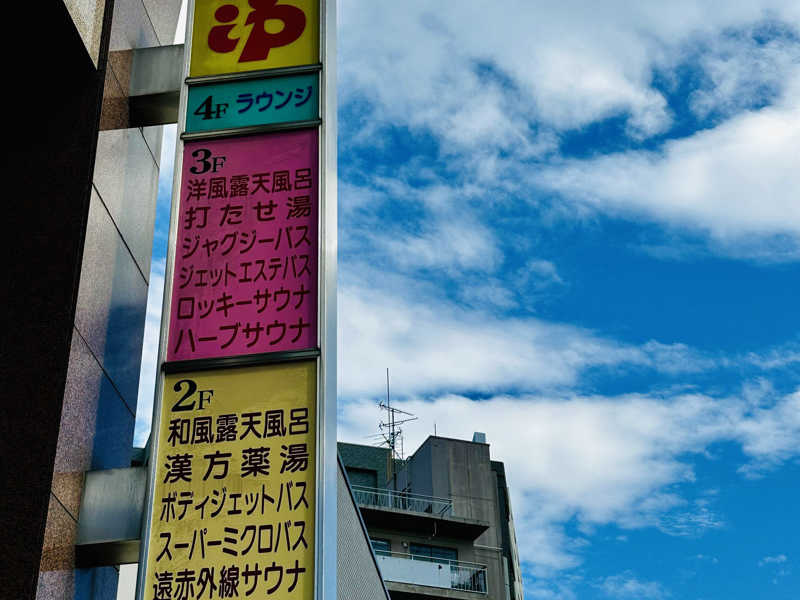 ゆ
4F ラウンジ
3F
洋風露天風呂
打たせ湯
ジャグジーバス
ジェットエステバス
ロッキーサウナ
ハーブサウナ
2F
和風露天風呂
漢方薬湯
ボディジェットバス
スーパーミクロバス
遠赤外線サウナ